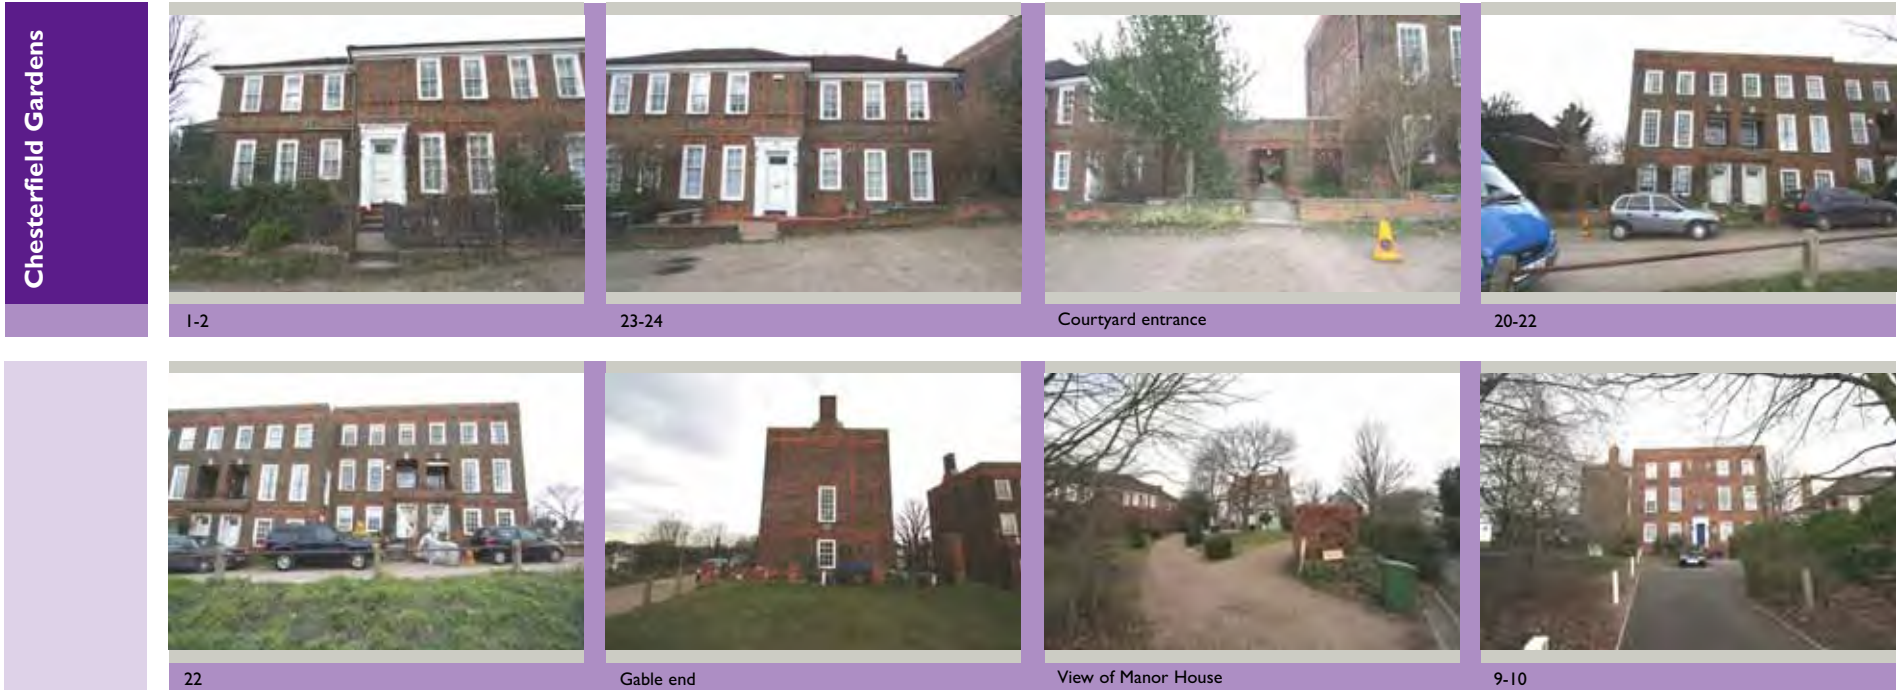 Chesterfield Gardens
1-2
23-24
Courtyard entrance
20-22
22
Gable end
View of Manor House
9-10